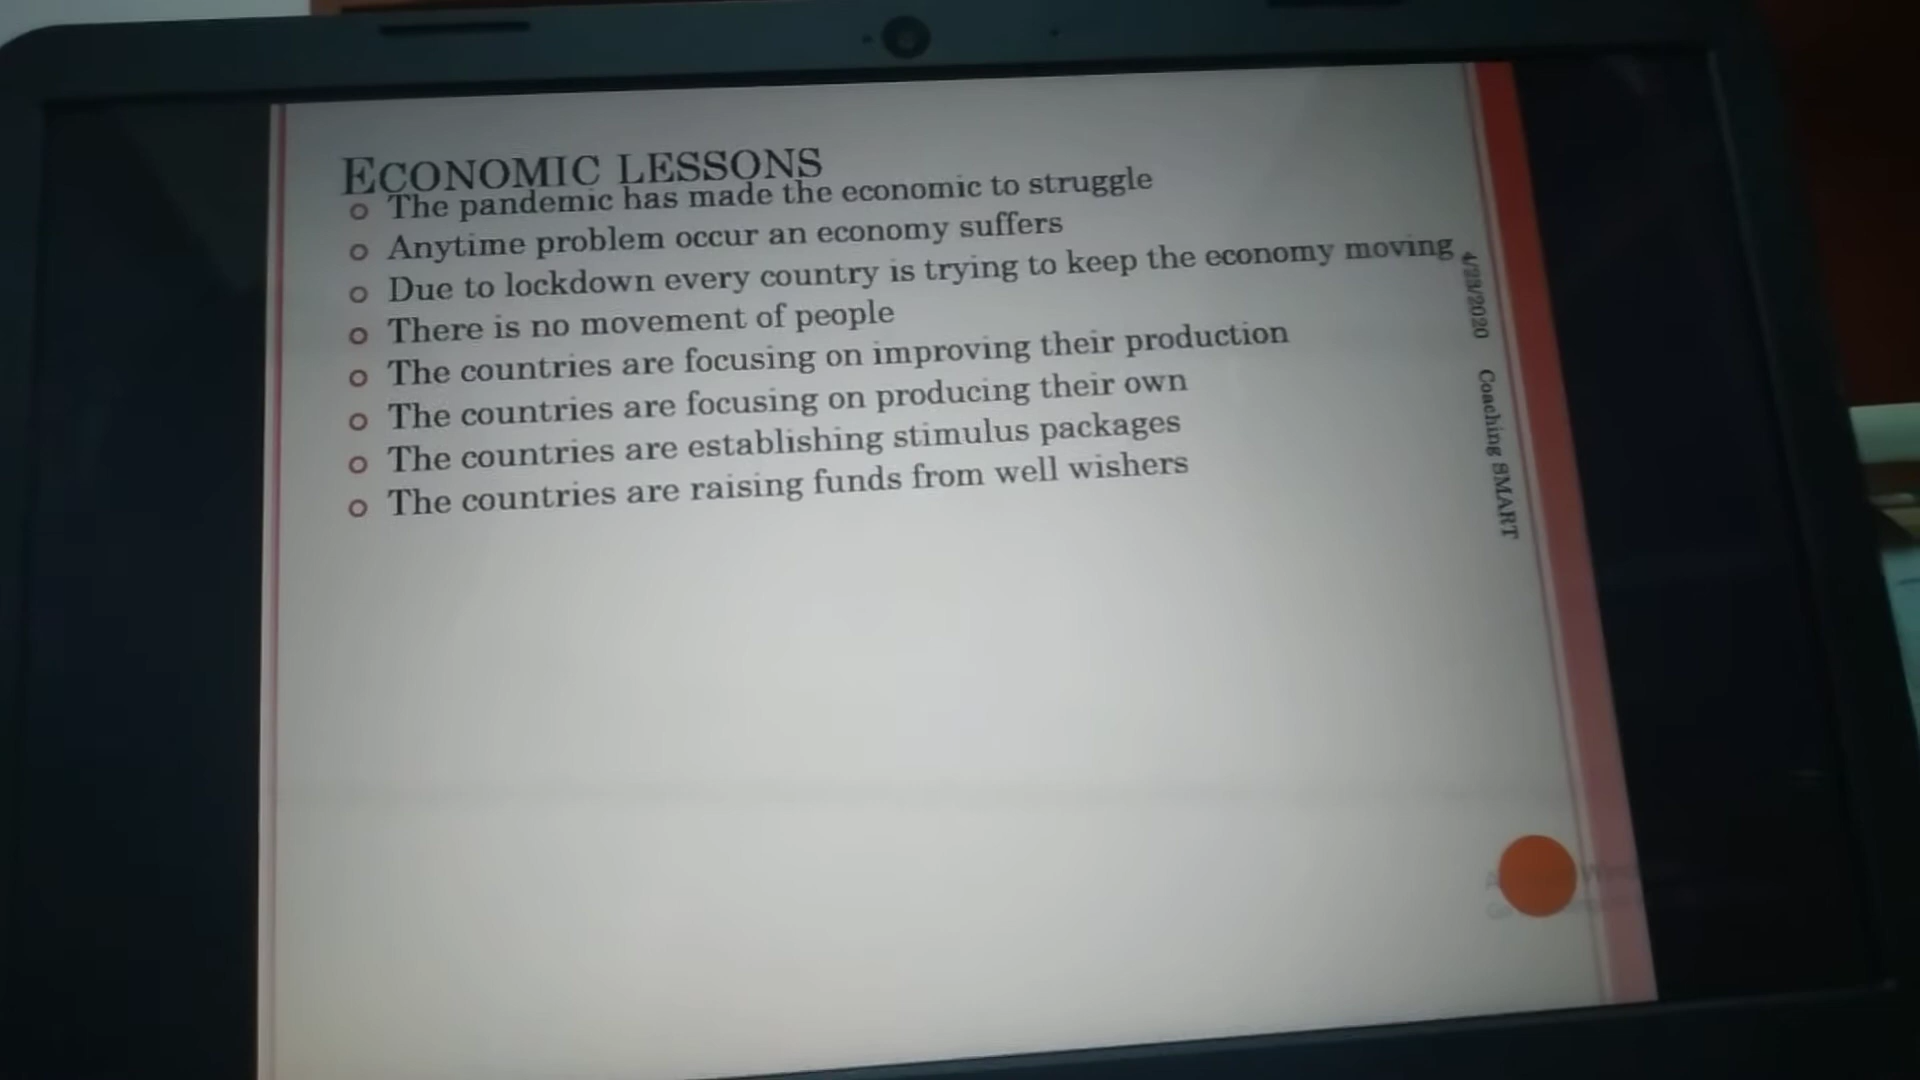 ECONOMIC LESSONS
The pandemic has made the economic to struggle
Anytime problem occur an economy suffers
Due to lockdown every country is trying to keep the economy moving
There is no movement of people
The countries are focusing on improving their production
The countries are focusing on producing their own
The countries are establishing stimulus packages
The countries are raising funds from well wishers
4/23/2020 Coaching SMART